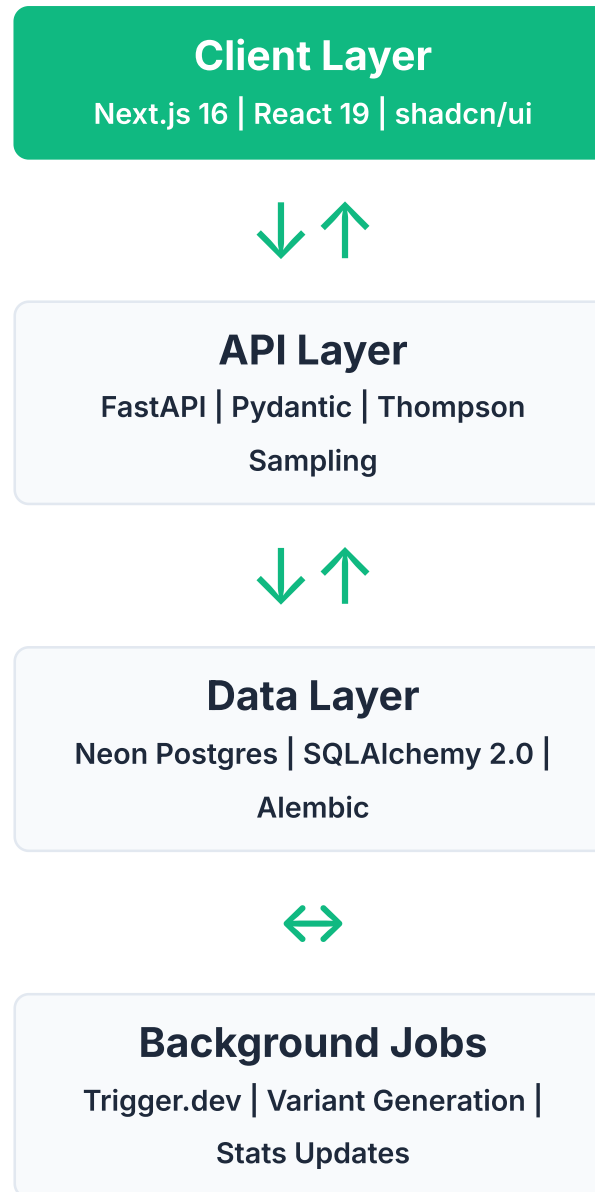 Client Layer
Next.js 16 | React 19 | shadcn/ui
API Layer
FastAPI | Pydantic | Thompson
Sampling
Data Layer
Neon Postgres | SQLAlchemy 2.0 |
Alembic
Background Jobs
Trigger.dev | Variant Generation |
Stats Updates